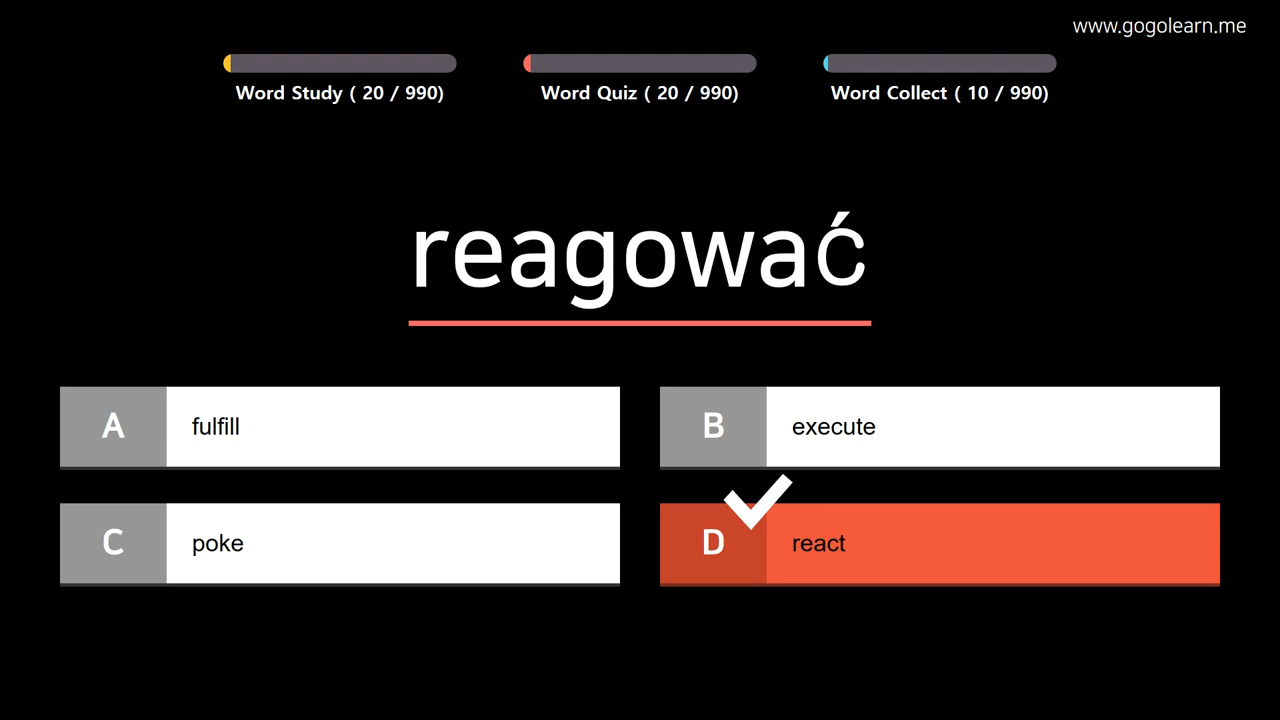 www.gogolearn.me
Word Study ( 20 / 990)
Word Quiz ( 20 / 990)
Word Collect ( 10 / 990)
reagować
A fulfill
B execute
C poke
D react